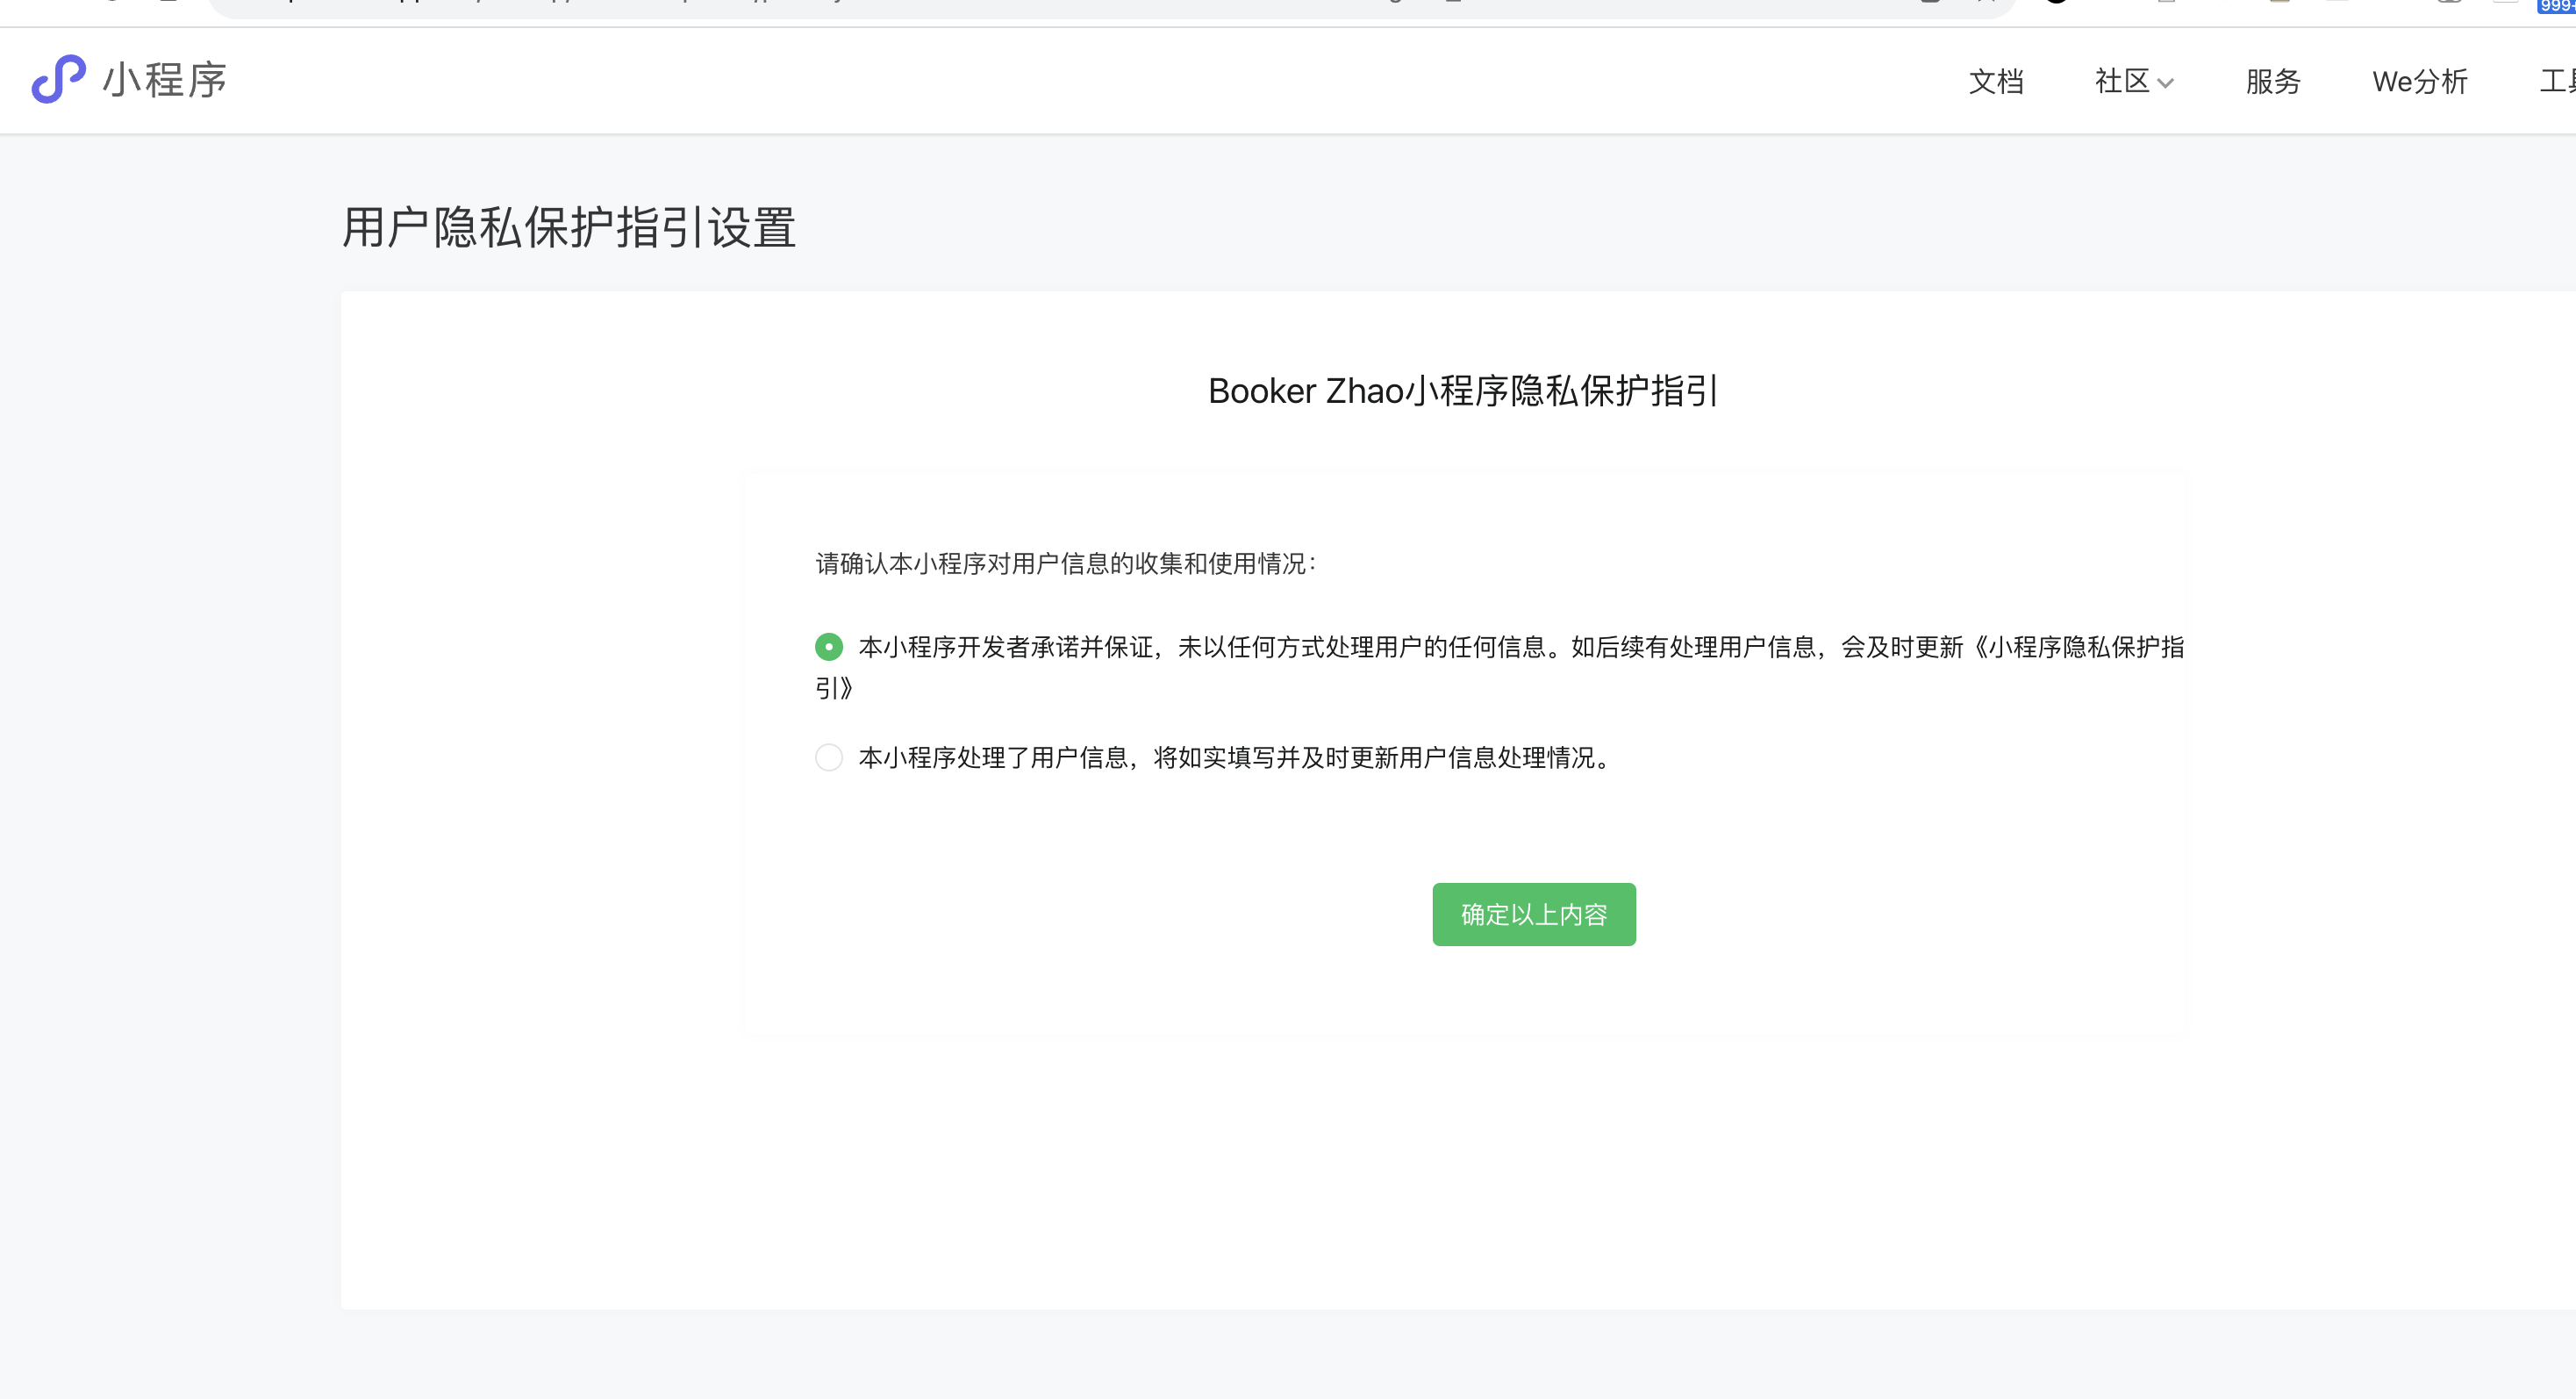 999+
小程序
文档 社区 服务 We分析
用户隐私保护指引设置
Booker Zhao小程序隐私保护指引
请确认本小程序对用户信息的收集和使用情况：
本小程序开发者承诺并保证，未以任何方式处理用户的任何信息。如后续有处理用户信息，会及时更新《小程序隐私保护指
引》
本小程序处理了用户信息，将如实填写并及时更新用户信息处理情况。
确定以上内容